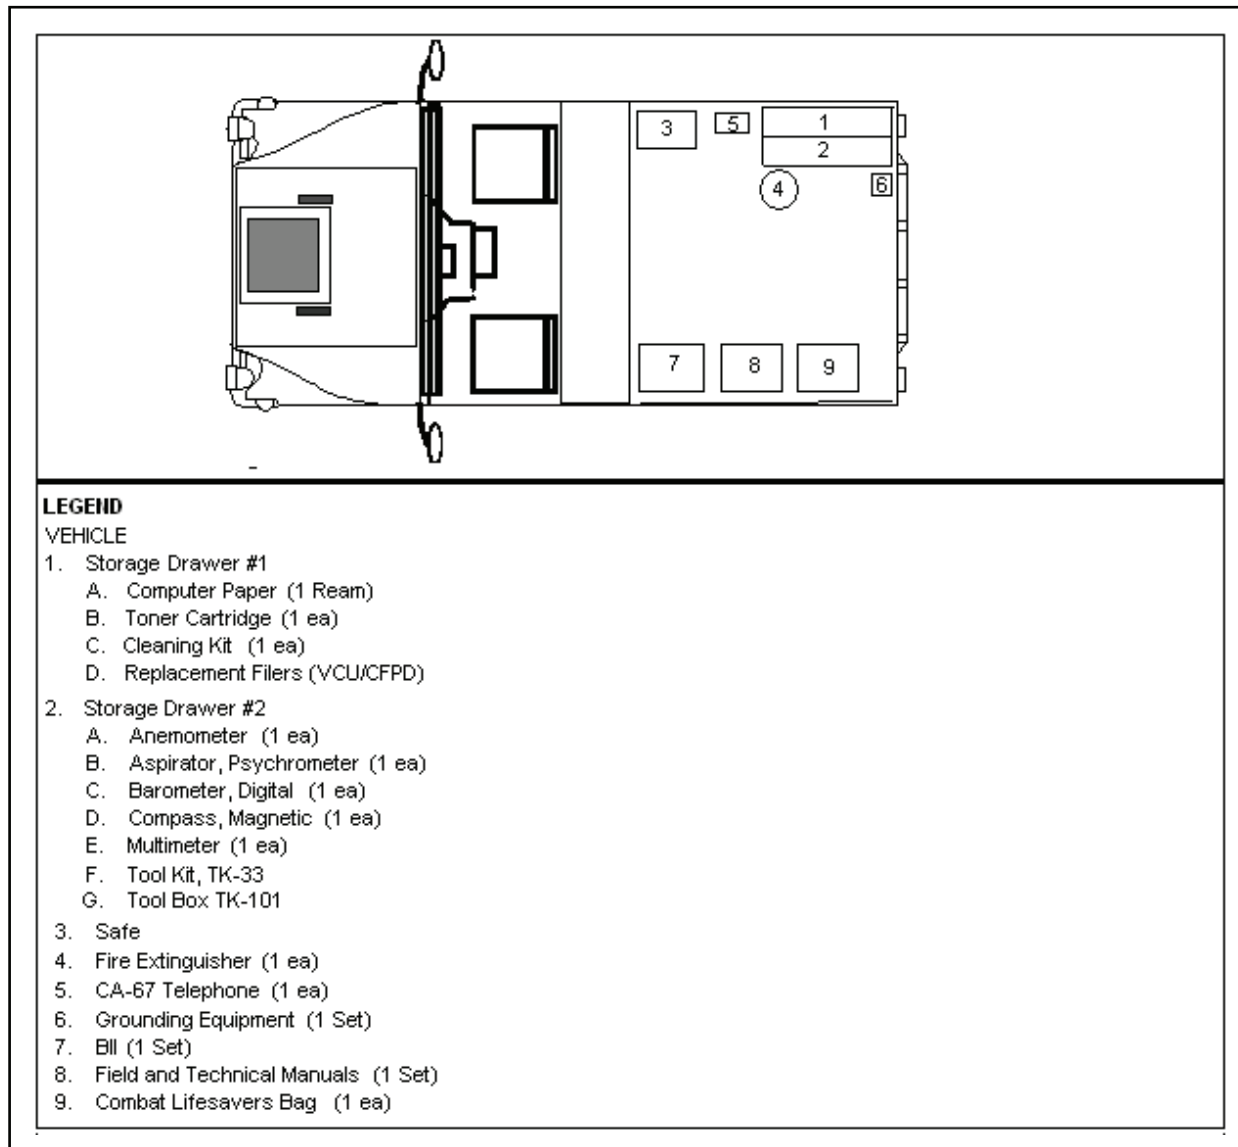 3 5 1
2
4 6
7 8 9
LEGEND
VEHICLE
1. Storage Drawer #1
A. Computer Paper (1 Ream)
B. Toner Cartridge (1 ea)
C. Cleaning Kit (1 ea)
D. Replacement Filers (VCU/CFPD)
2. Storage Drawer #2
A. Anemometer (1 ea)
B. Aspirator, Psychrometer (1 ea)
C. Barometer, Digital (1 ea)
D. Compass, Magnetic (1 ea)
E. Multimeter (1 ea)
F. Tool Kit, TK-33
G. Tool Box TK-101
3. Safe
4. Fire Extinguisher (1 ea)
5. CA-67 Telephone (1 ea)
6. Grounding Equipment (1 Set)
7. BII (1 Set)
8. Field and Technical Manuals (1 Set)
9. Combat Lifesavers Bag (1 ea)